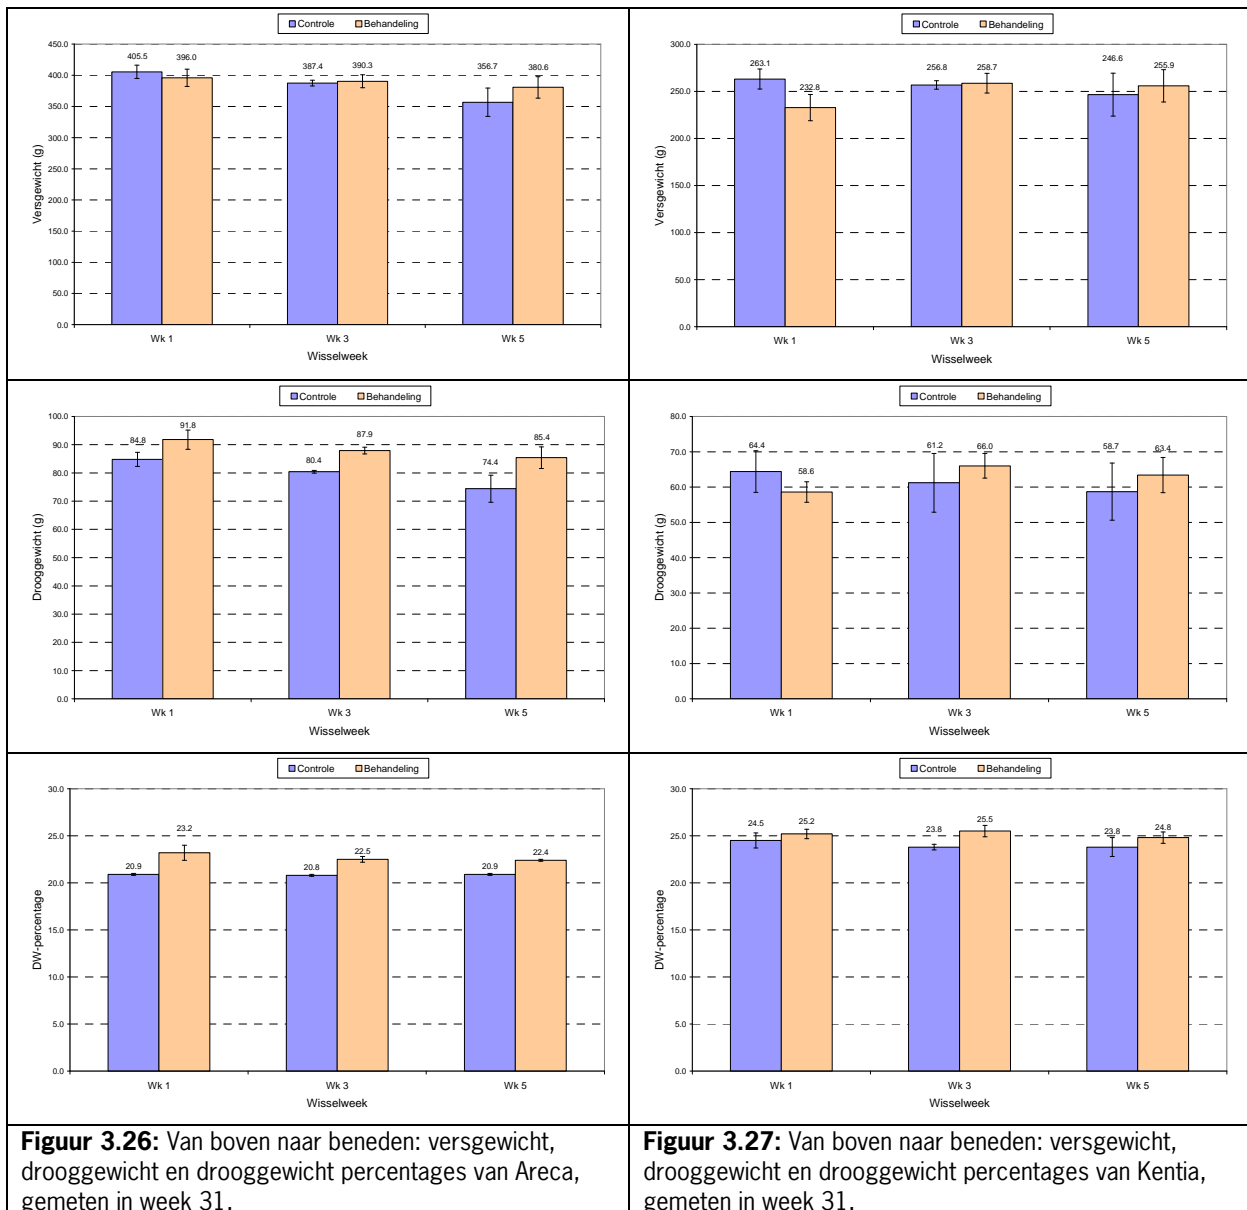 Controle Behandeling
450.0
400.0
350.0
300.0
250.0
200.0
150.0
100.0
50.0
0.0
Versgewicht (g)
405.5 396.0 387.4 390.3 356.7 380.6
Wk 1 Wk 3 Wk 5
Wisselweek
Controle Behandeling
300.0
250.0
200.0
150.0
100.0
50.0
0.0
Versgewicht (g)
263.1 232.8 256.8 258.7 246.6 255.9
Wk 1 Wk 3 Wk 5
Wisselweek
Controle Behandeling
100.0
90.0
80.0
70.0
60.0
50.0
40.0
30.0
20.0
10.0
0.0
Drooggewicht (g)
84.8 91.8 80.4 87.9 74.4 85.4
Wk 1 Wk 3 Wk 5
Wisselweek
Controle Behandeling
80.0
70.0
60.0
50.0
40.0
30.0
20.0
10.0
0.0
Drooggewicht (g)
64.4 58.6 61.2 66.0 58.7 63.4
Wk 1 Wk 3 Wk 5
Wisselweek
Controle Behandeling
30.0
25.0
20.0
15.0
10.0
5.0
0.0
DW-percentage
20.9 23.2 20.8 22.5 20.9 22.4
Wk 1 Wk 3 Wk 5
Wisselweek
Controle Behandeling
30.0
25.0
20.0
15.0
10.0
5.0
0.0
DW-percentage
24.5 25.2 23.8 25.5 23.8 24.8
Wk 1 Wk 3 Wk 5
Wisselweek
Figuur 3.26: Van boven naar beneden: versgewicht,
drooggewicht en drooggewicht percentages van Areca,
gemeten in week 31.
Figuur 3.27: Van boven naar beneden: versgewicht,
drooggewicht en drooggewicht percentages van Kentia,
gemeten in week 31.